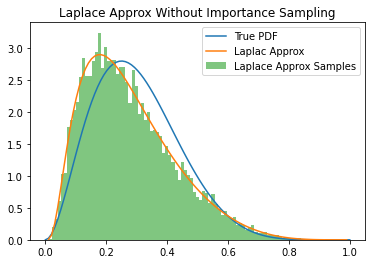 Laplace Approx Without Importance Sampling
True PDF
Laplac Approx
Laplace Approx Samples
3.0
2.5
2.0
1.5
1.0
0.5
0.0
0.0 0.2 0.4 0.6 0.8 1.0